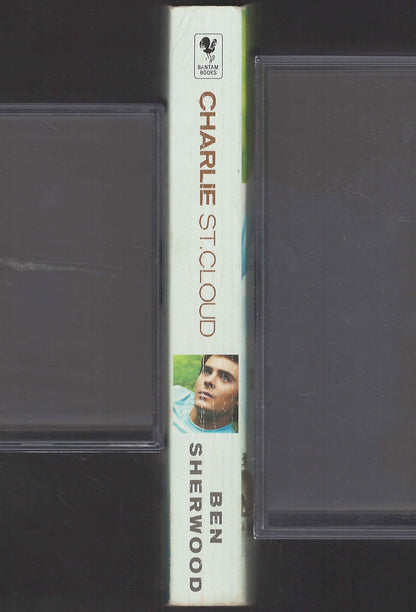 BANTAM
BOOKS
CHARLIE ST.CLOUD
BEN
SHERWOOD